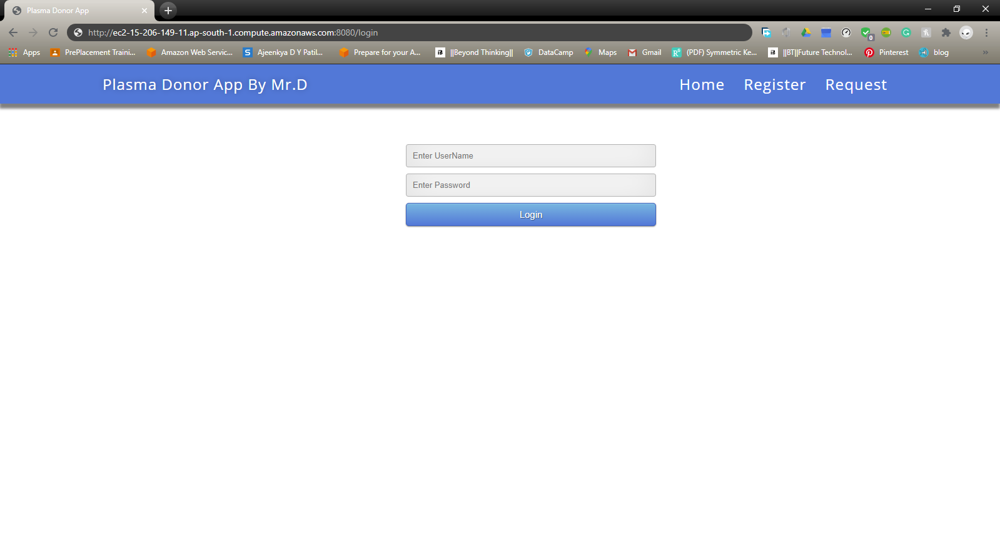 Plasma Donor App
http://ec2-15-206-149-11.ap-south-1.compute.amazonaws.com:8080/login
0
Apps PrePlacement Traini... Amazon Web Servic... Ajeenkya D Y Patil... Prepare for your A... ||Beyond Thinking|| DataCamp Maps Gmail (PDF) Symmetric Ke... ||BT||Future Technol... Pinterest blog »
Plasma Donor App By Mr.D Home Register Request
Enter UserName
Enter Password
Login